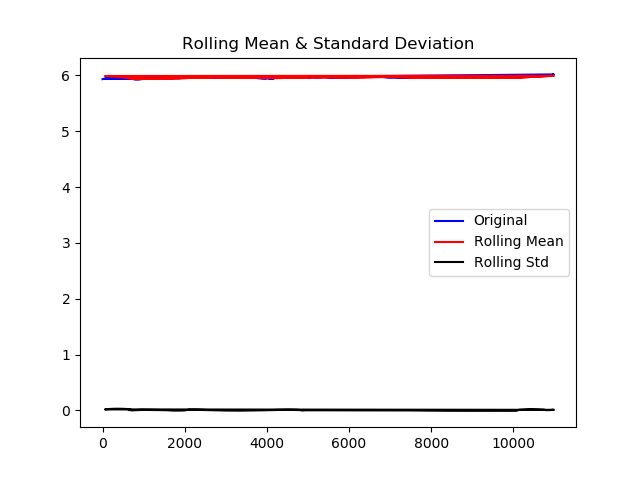 Rolling Mean & Standard Deviation
6
5
4
3
2
1
0
Original
Rolling Mean
Rolling Std
0 2000 4000 6000 8000 10000